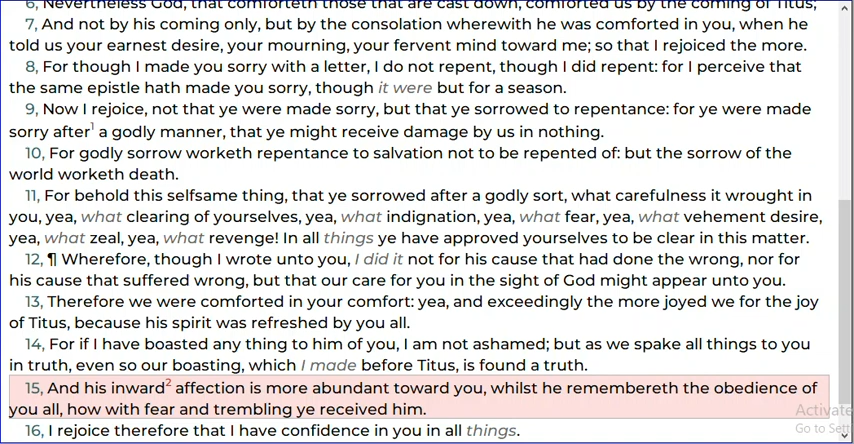 6, Nevertheless God, that comforteth those that are cast down, comforted us by the coming of Titus;
7, And not by his coming only, but by the consolation wherewith he was comforted in you, when he
told us your earnest desire, your mourning, your fervent mind toward me; so that I rejoiced the more.
8, For though I made you sorry with a letter, I do not repent, though I did repent: for I perceive that
the same epistle hath made you sorry, though it were but for a season.
9, Now I rejoice, not that ye were made sorry, but that ye sorrowed to repentance: for ye were made
sorry after¹ a godly manner, that ye might receive damage by us in nothing.
10, For godly sorrow worketh repentance to salvation not to be repented of: but the sorrow of the
world worketh death.
11, For behold this selfsame thing, that ye sorrowed after a godly sort, what carefulness it wrought in
you, yea, what clearing of yourselves, yea, what indignation, yea, what fear, yea, what vehement desire,
yea, what zeal, yea, what revenge! In all things ye have approved yourselves to be clear in this matter.
12, ¶ Wherefore, though I wrote unto you, I did it not for his cause that had done the wrong, nor for
his cause that suffered wrong, but that our care for you in the sight of God might appear unto you.
13, Therefore we were comforted in your comfort: yea, and exceedingly the more joyed we for the joy
of Titus, because his spirit was refreshed by you all.
14, For if I have boasted any thing to him of you, I am not ashamed; but as we spake all things to you
in truth, even so our boasting, which I made before Titus, is found a truth.
15, And his inward² affection is more abundant toward you, whilst he remembereth the obedience of
you all, how with fear and trembling ye received him.
16, I rejoice therefore that I have confidence in you in all things.
Activate
Go to Sett